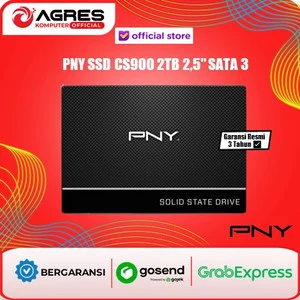 AGRES
KOMPUTER OFFICIAL
official store
PNY SSD CS900 2TB 2,5" SATA 3
PNY
Garansi Resmi
3 Tahun
SOLID STATE DRIVE
PNY
BERGARANSI
gosend
Powered by gojek
GrabExpress